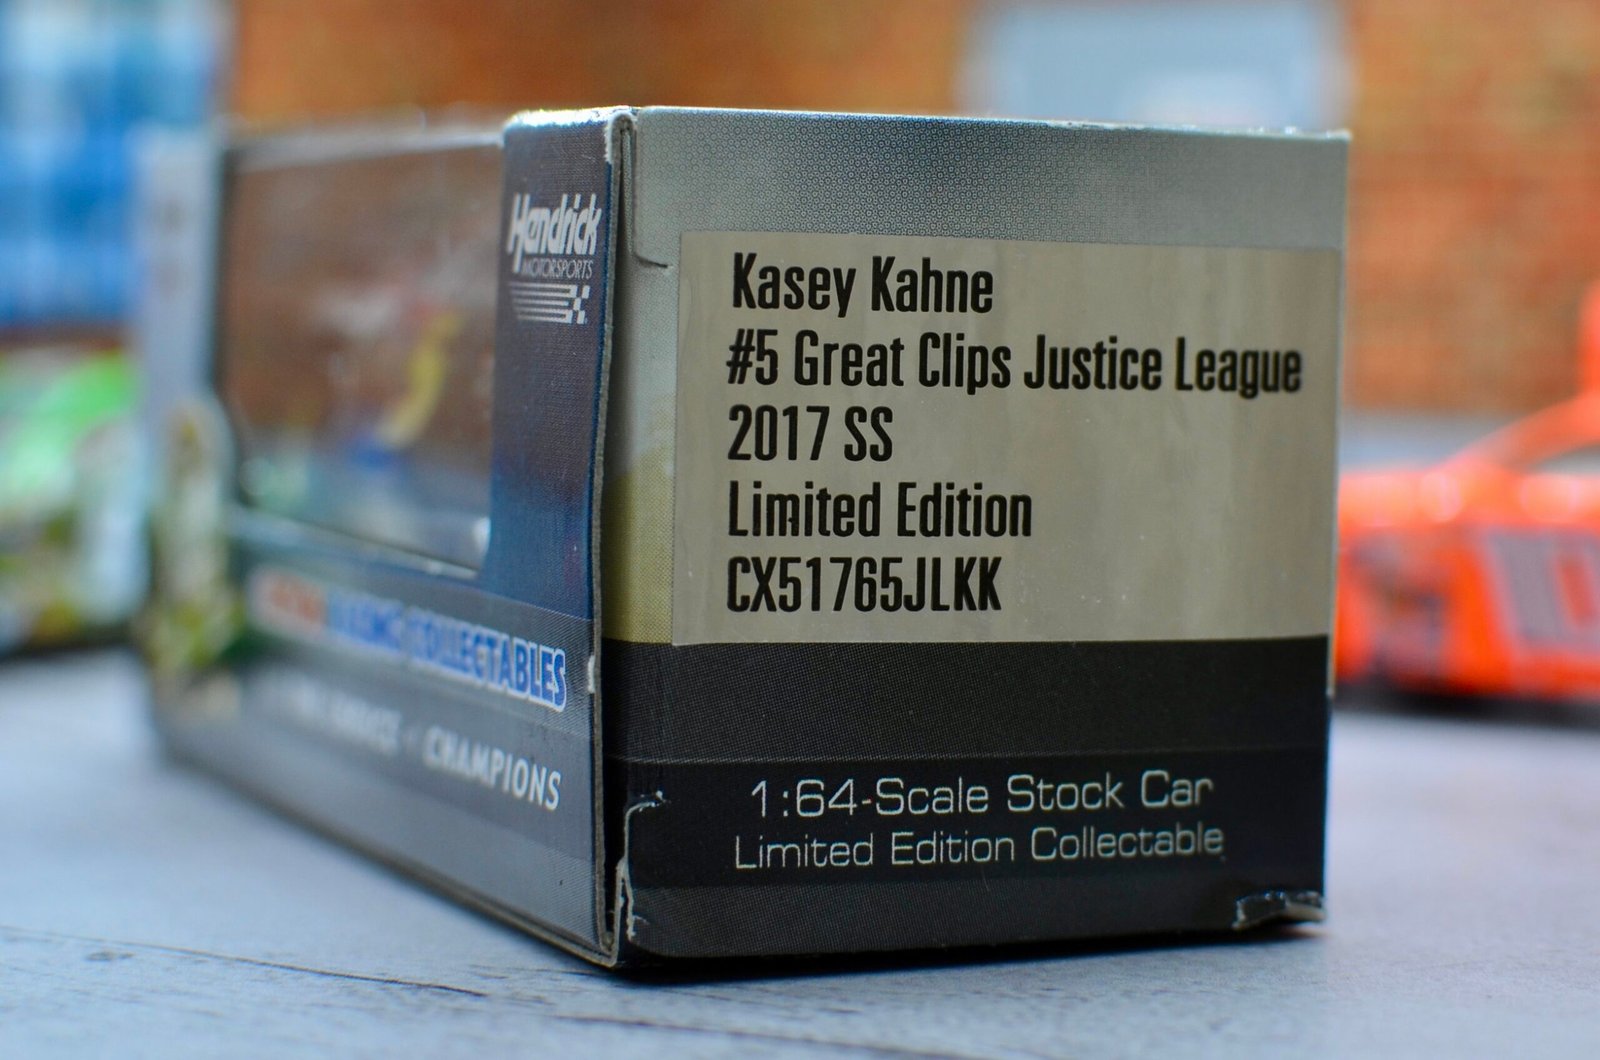 Hendrick
MOTORSPORTS
RACING COLLECTABLES
CHAMPIONS
Kasey Kahne
#5 Great Clips Justice League
2017 SS
Limited Edition
CX51765JLKK
1:64-Scale Stock Car
Limited Edition Collectable